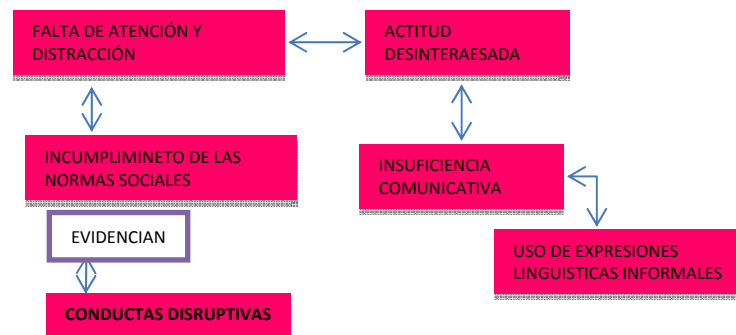 FALTA DE ATENCIÓN Y
DISTRACCIÓN
ACTITUD
DESINTERAESADA
INCUMPLIMINETO DE LAS
NORMAS SOCIALES
INSUFICIENCIA
COMUNICATIVA
EVIDENCIAN
USO DE EXPRESIONES
LINGUISTICAS INFORMALES
CONDUCTAS DISRUPTIVAS